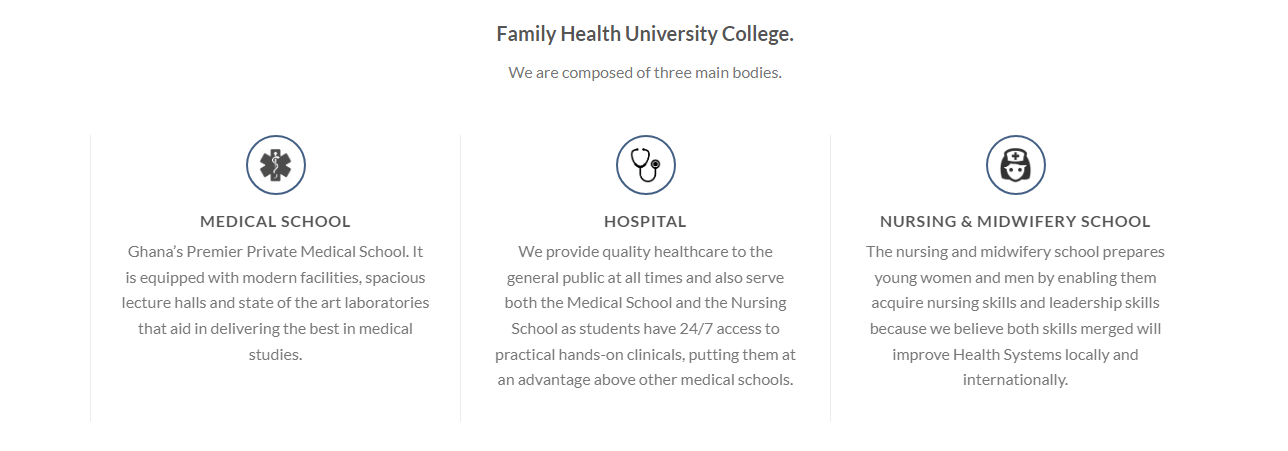 Family Health University College.
We are composed of three main bodies.
MEDICAL SCHOOL
Ghana’s Premier Private Medical School. It
is equipped with modern facilities, spacious
lecture halls and state of the art laboratories
that aid in delivering the best in medical
studies.
HOSPITAL
We provide quality healthcare to the
general public at all times and also serve
both the Medical School and the Nursing
School as students have 24/7 access to
practical hands-on clinicals, putting them at
an advantage above other medical schools.
NURSING & MIDWIFERY SCHOOL
The nursing and midwifery school prepares
young women and men by enabling them
acquire nursing skills and leadership skills
because we believe both skills merged will
improve Health Systems locally and
internationally.